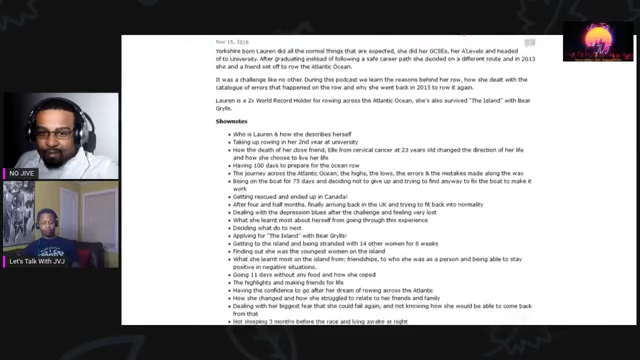 Nov 15, 2016
Yorkshire born Lauren did all the normal things that are expected, she did her GCSEs, her A'Levels and headed
of to University. After graduating instead of following a safe career path she decided on a different route and in 2013
she and a friend set off to row the Atlantic Ocean.
It was a challenge like no other. During this podcast we learn the reasons behind her row, how she dealt with the
catalogue of errors that happened on the row and why she went back in 2015 to row it again.
Lauren is a 2x World Record Holder for rowing across the Atlantic Ocean, she's also survived "The Island" with Bear
Grylls.
Shownotes
• Who is Lauren & how she describes herself
• Taking up rowing in her 2nd year at university
• How the death of her close friend, Elle from cervical cancer at 23 years old changed the direction of her life
and how she choose to live her life
• Having 100 days to prepare for the ocean row
• The journey across the Atlantic Ocean; the highs, the lows, the errors & the mistakes made along the way
• Being on the boat for 75 days and deciding not to give up and trying to find anyway to fix the boat to make it
work
• Getting rescued and ended up in Canada!
• After four and half months, finally arriving back in the UK and trying to fit back into normality
• Dealing with the depression blues after the challenge and feeling very lost
• What she learnt most about herself from going through this experience
• Deciding what do to next
• Applying for "The Island" with Bear Grylls!
• Getting to the island and being stranded with 14 other women for 6 weeks
• Finding out she was the youngest women on the island
• What she learnt most on the island from; friendships, to who she was as a person and being able to stay
positive in negative situations.
• Going 11 days without any food and how she coped
• The highlights and making friends for life
• Having the confidence to go after her dream of rowing across the Atlantic
• How she changed and how she struggled to relate to her friends and family
• Dealing with her biggest fear that she could fail again, and not knowing how she would be able to come back
from that
• Not sleeping 3 months before the race and lying awake at night
NO JIVE
Let's Talk With JVJ